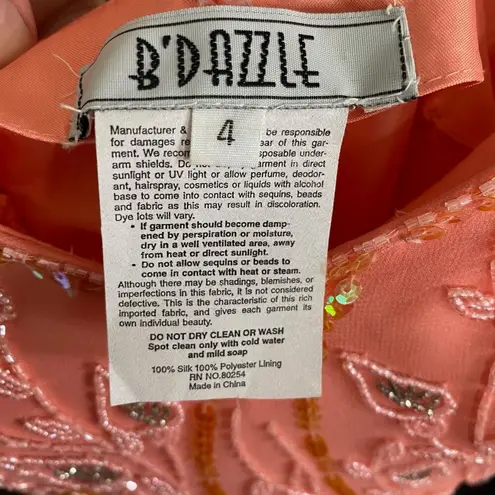 B'DAZZLE
4
Manufacturer & be responsible
for damages re ear of this gar-
ment. We recom sposable under-
arm shields. Do not garment in direct
sunlight or UV light or allow perfume, deodor-
ant, hairspray, cosmetics or liquids with alcohol
base to come into contact with sequins, beads
and fabric as this may result in discoloration.
Dye lots will vary.
• If garment should become damp-
ened by perspiration or moisture,
dry in a well ventilated area, away
from heat or direct sunlight.
• Do not allow sequins or beads to
come in contact with heat or steam.
Although there may be shadings, blemishes, or
imperfections in this fabric, it is not considered
defective. This is the characteristic of this rich
imported fabric, and gives each garment its
own individual beauty.
DO NOT DRY CLEAN OR WASH
Spot clean only with cold water
and mild soap
100% Silk 100% Polyester Lining
RN NO.80254
Made in China